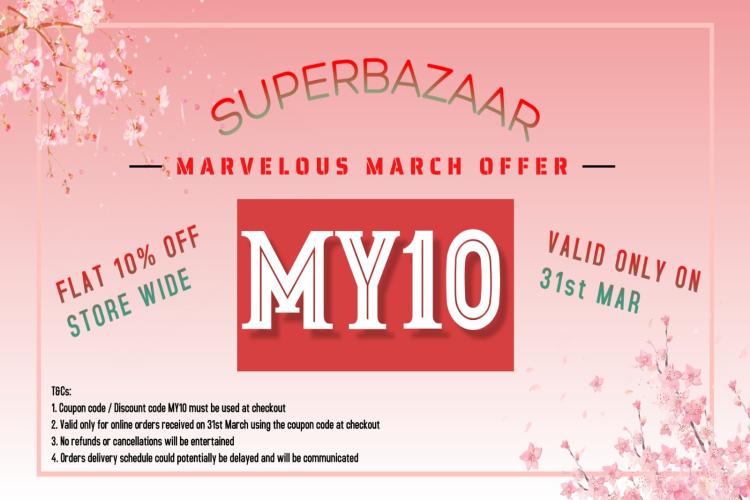 SUPERBAZAAR
MARVELOUS MARCH OFFER
FLAT 10% OFF
STORE WIDE
MY10
VALID ONLY ON
31st MAR
T&Cs:
1. Coupon code / Discount code MY10 must be used at checkout
2. Valid only for online orders received on 31st March using the coupon code at checkout
3. No refunds or cancellations will be entertained
4. Orders delivery schedule could potentially be delayed and will be communicated